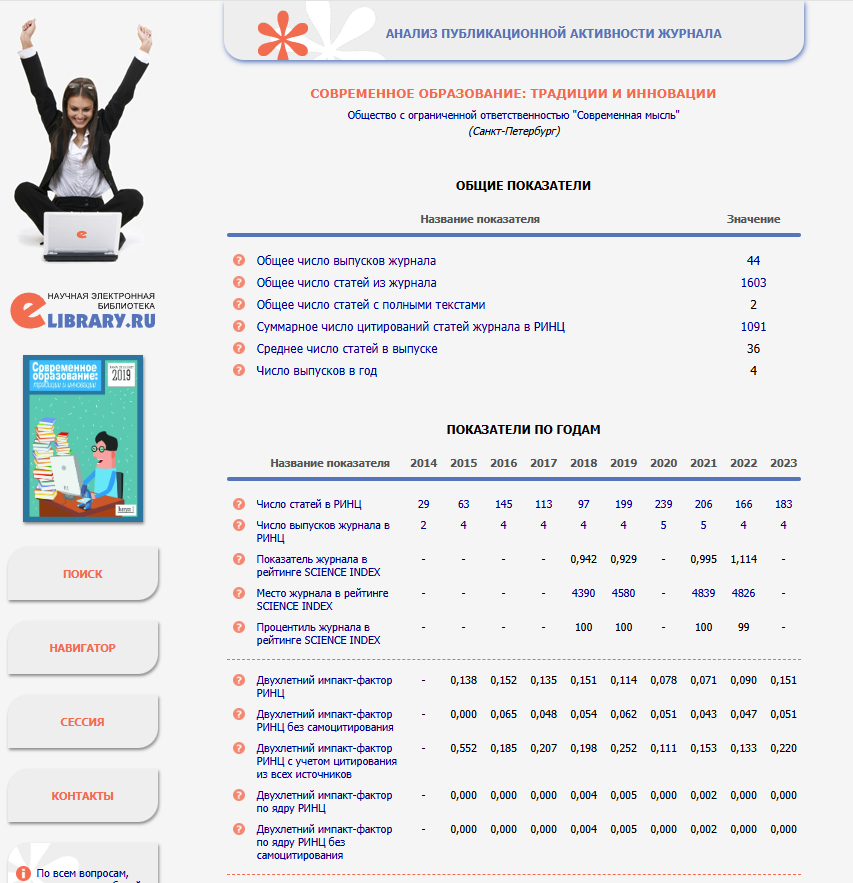 АНАЛИЗ ПУБЛИКАЦИОННОЙ АКТИВНОСТИ ЖУРНАЛА
СОВРЕМЕННОЕ ОБРАЗОВАНИЕ: ТРАДИЦИИ И ИННОВАЦИИ
Общество с ограниченной ответственностью "Современная мысль"
(Санкт-Петербург)
ОБЩИЕ ПОКАЗАТЕЛИ
Название показателя Значение
Общее число выпусков журнала 44
Общее число статей из журнала 1603
Общее число статей с полными текстами 2
Суммарное число цитирований статей журнала в РИНЦ 1091
Среднее число статей в выпуске 36
Число выпусков в год 4
ПОКАЗАТЕЛИ ПО ГОДАМ
Название показателя 2014 2015 2016 2017 2018 2019 2020 2021 2022 2023
Число статей в РИНЦ 29 63 145 113 97 199 239 206 166 183
Число выпусков журнала в 2 4 4 4 4 4 5 5 4 4
РИНЦ
Показатель журнала в - - - - 0,942 0,929 - 0,995 1,114 -
рейтинге SCIENCE INDEX
Место журнала в рейтинге - - - - 4390 4580 - 4839 4826 -
SCIENCE INDEX
Процентиль журнала в - - - - 100 100 - 100 99 -
рейтинге SCIENCE INDEX
Двухлетний импакт-фактор - 0,138 0,152 0,135 0,151 0,114 0,078 0,071 0,090 0,151
РИНЦ
Двухлетний импакт-фактор - 0,000 0,065 0,048 0,054 0,062 0,051 0,043 0,047 0,051
РИНЦ без самоцитирования
Двухлетний импакт-фактор - 0,552 0,185 0,207 0,198 0,252 0,111 0,153 0,133 0,220
РИНЦ с учетом цитирования
из всех источников
Двухлетний импакт-фактор - 0,000 0,000 0,000 0,004 0,005 0,000 0,002 0,000 0,000
по ядру РИНЦ
Двухлетний импакт-фактор - 0,000 0,000 0,000 0,004 0,005 0,000 0,002 0,000 0,000
по ядру РИНЦ без
самоцитирования
НАУЧНАЯ ЭЛЕКТРОННАЯ
БИБЛИОТЕКА
eLIBRARY.RU
Современное
образование:
традиции и инновации
2019
Выпуск 1
ПОИСК
НАВИГАТОР
СЕССИЯ
КОНТАКТЫ
По всем вопросам,